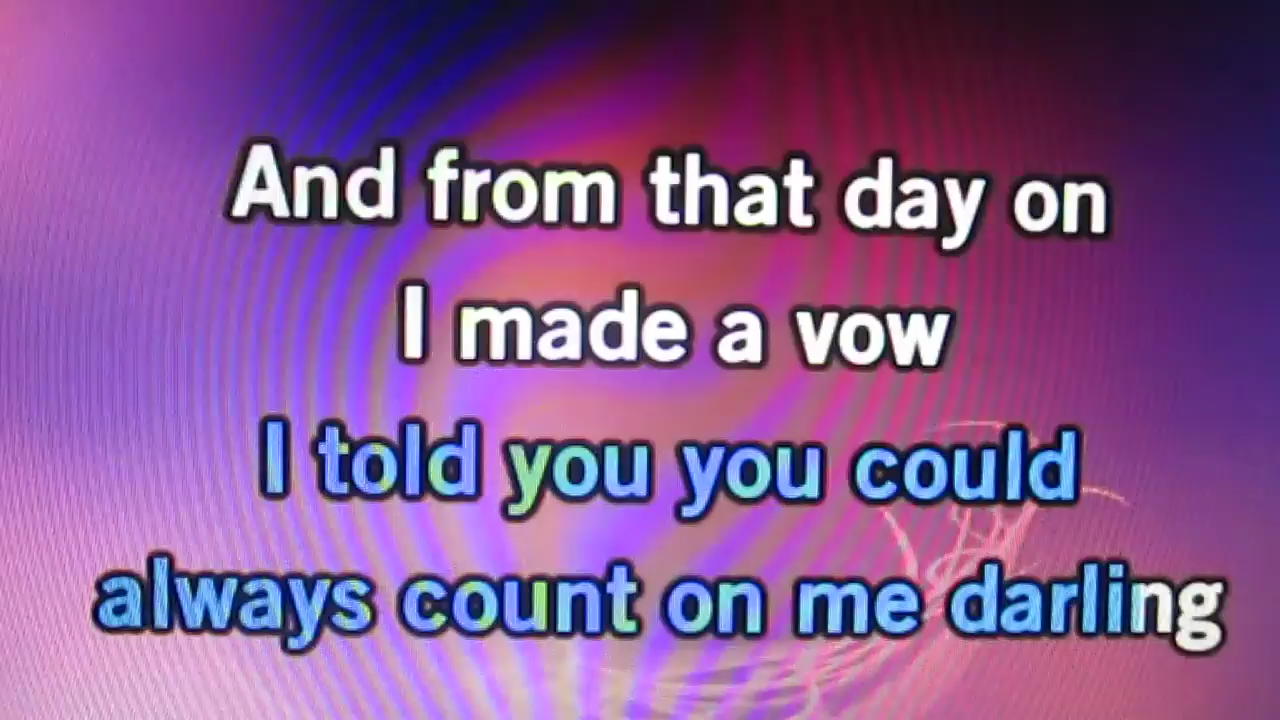 And from that day on
I made a vow
I told you you could
always count on me darling